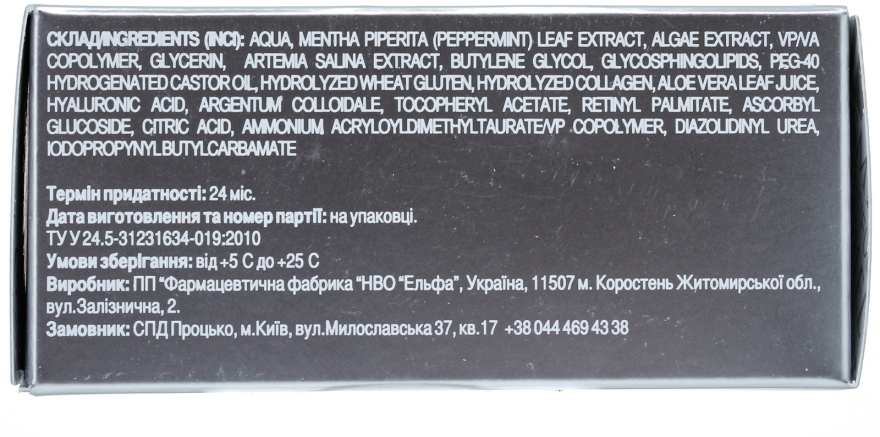 СКЛАД/INGREDIENTS (INCI): AQUA, MENTHA PIPERITA (PEPPERMINT) LEAF EXTRACT, ALGAE EXTRACT, VP/VA
COPOLYMER, GLYCERIN, ARTEMIA SALINA EXTRACT, BUTYLENE GLYCOL, GLYCOSPHINGOLIPIDS, PEG-40
HYDROGENATED CASTOR OIL, HYDROLYZED WHEAT GLUTEN, HYDROLYZED COLLAGEN, ALOE VERA LEAF JUICE,
HYALURONIC ACID, ARGENTUM COLLOIDALE, TOCOPHERYL ACETATE, RETINYL PALMITATE, ASCORBYL
GLUCOSIDE, CITRIC ACID, AMMONIUM ACRYLOYLDIMETHYLTAURATE/VP COPOLYMER, DIAZOLIDINYL UREA,
IODOPROPYNYL BUTYLCARBAMATE
Термін придатності: 24 міс.
Дата виготовлення та номер партії: на упаковці.
ТУ У 24.5-31231634-019:2010
Умови зберігання: від +5 С до +25 С
Виробник: ПП “Фармацевтична фабрика “НВО “Ельфа”, Україна, 11507 м. Коростень Житомирської обл.,
вул.Залізнична, 2.
Замовник: СПД Процько, м.Київ, вул.Милославська 37, кв.17 +38 044 469 43 38